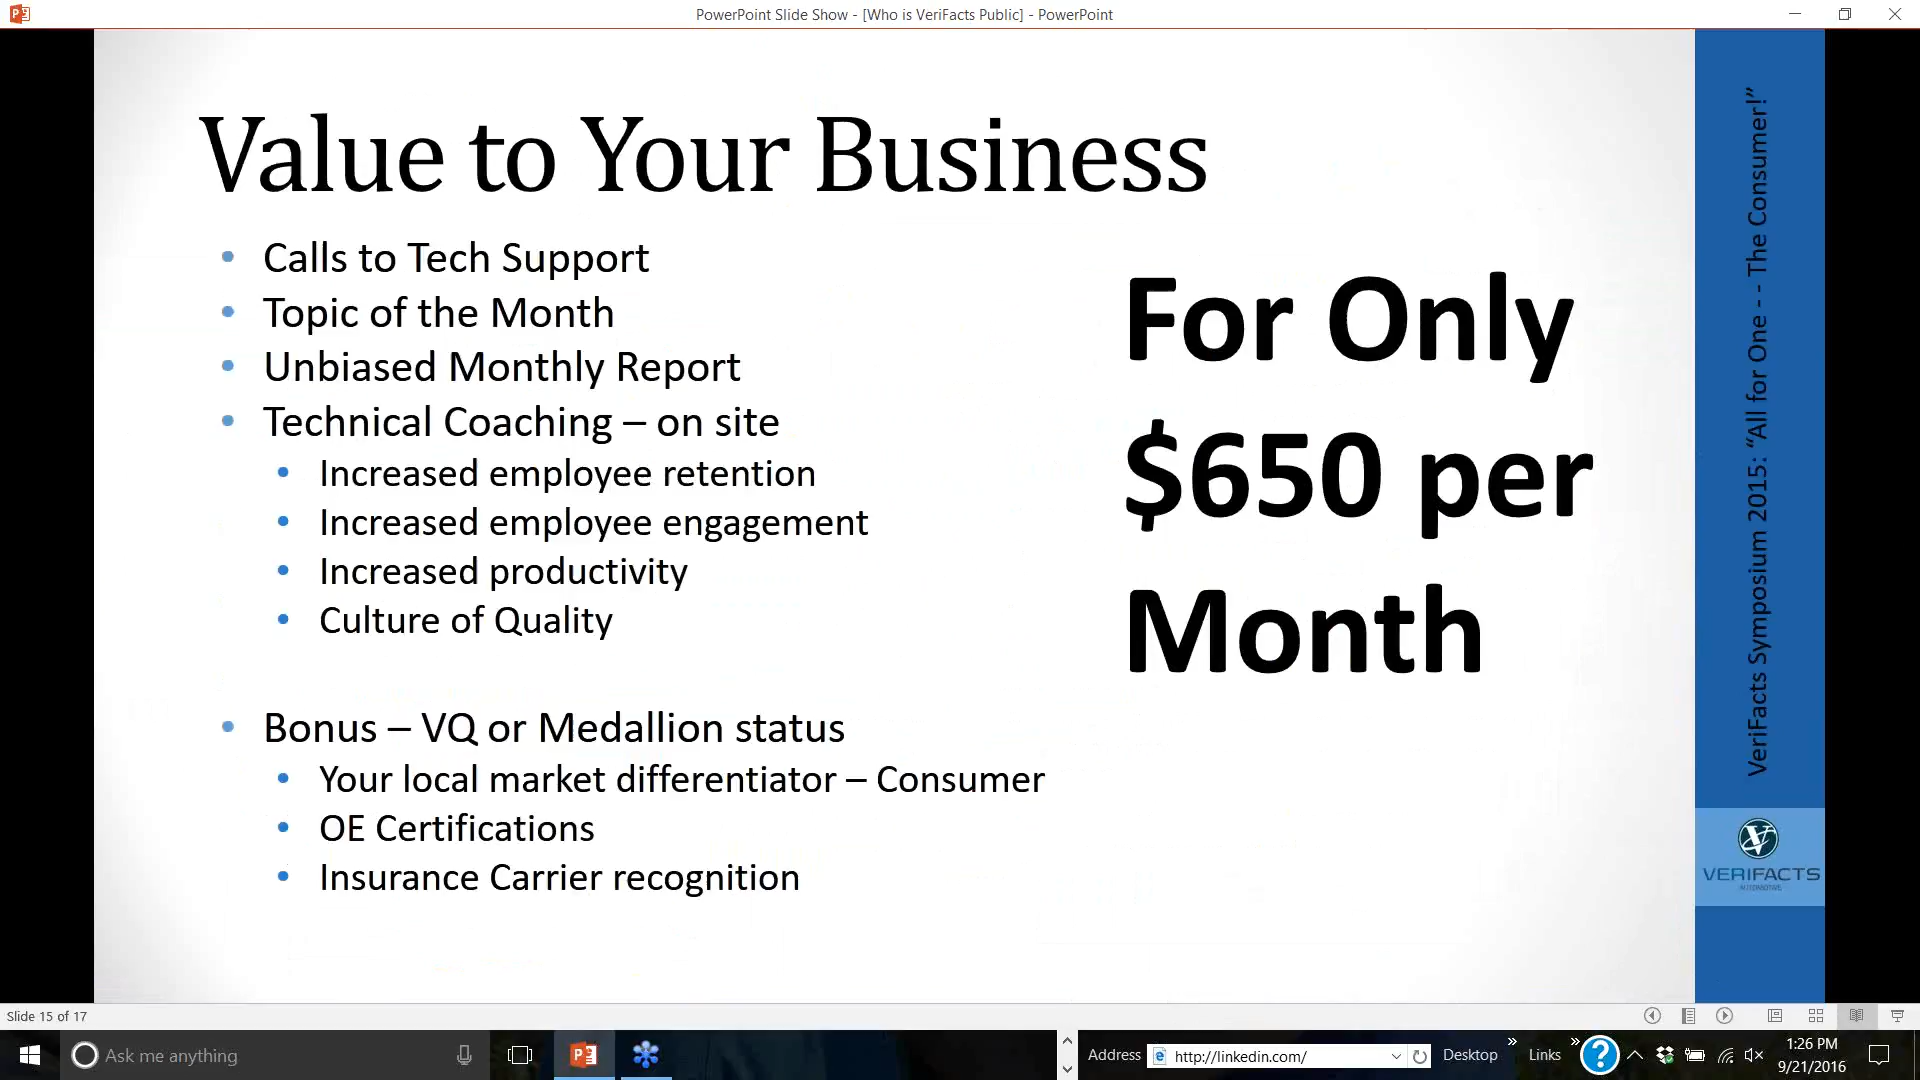 PowerPoint Slide Show - [Who is VeriFacts Public] - PowerPoint
Value to Your Business
• Calls to Tech Support
• Topic of the Month
• Unbiased Monthly Report
• Technical Coaching – on site
• Increased employee retention
• Increased employee engagement
• Increased productivity
• Culture of Quality
• Bonus – VQ or Medallion status
• Your local market differentiator – Consumer
• OE Certifications
• Insurance Carrier recognition
For Only
$650 per
Month
VeriFacts Symposium 2015: “All for One - - The Consumer!”
VERIFACTS
AUTOMOTIVE
Slide 15 of 17
Ask me anything
Address
http://linkedin.com/
Desktop
Links
1:26 PM
9/21/2016